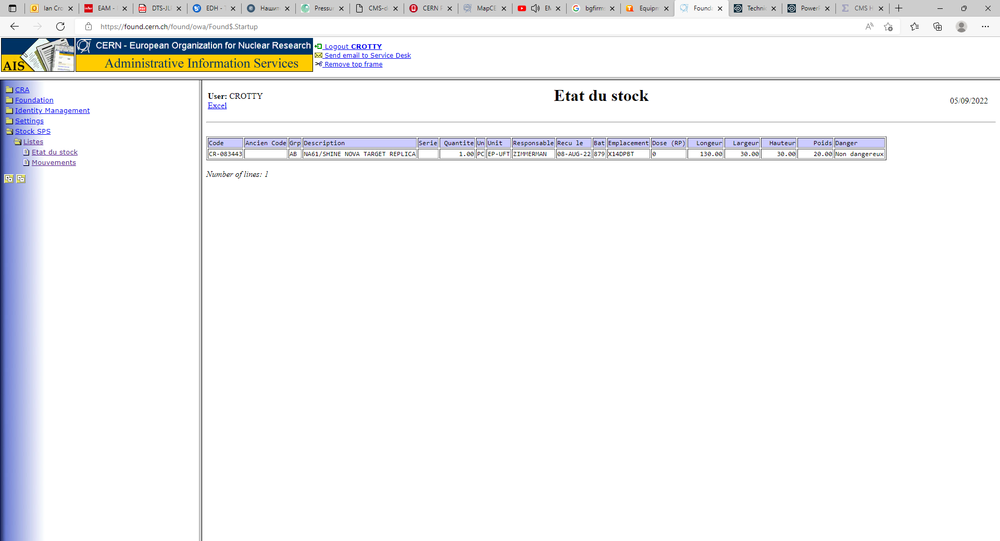 Ian Cro
EAM -
DTS-JLI
EDH - T
Нашит
Pressur
CMS-d
CERN P
MapCE
EM
bgfirm
Equipm
Founda
Technic
PowerP
CMS H
https://found.cern.ch/found/owa/Found$.Startup
AIS
CERN - European Organization for Nuclear Research
Administrative Information Services
Logout CROTTY
Send email to Service Desk
Remove top frame
CRA
Foundation
Identity Management
Settings
Stock SPS
Listes
Etat du stock
Mouvements
User: CROTTY
Excel
Etat du stock
05/09/2022
Code Ancien Code Grp Description Serie Quantite Un Unit Responsable Recu le Bat Emplacement Dose (RP) Longeur Largeur Hauteur Poids Danger
CR-083443 AB NA61/SHINE NOVA TARGET REPLICA 1.00 PC EP-UFT ZIMMERMAN 08-AUG-22 879 X14DPBT 0 130.00 30.00 30.00 20.00 Non dangereux
Number of lines: 1